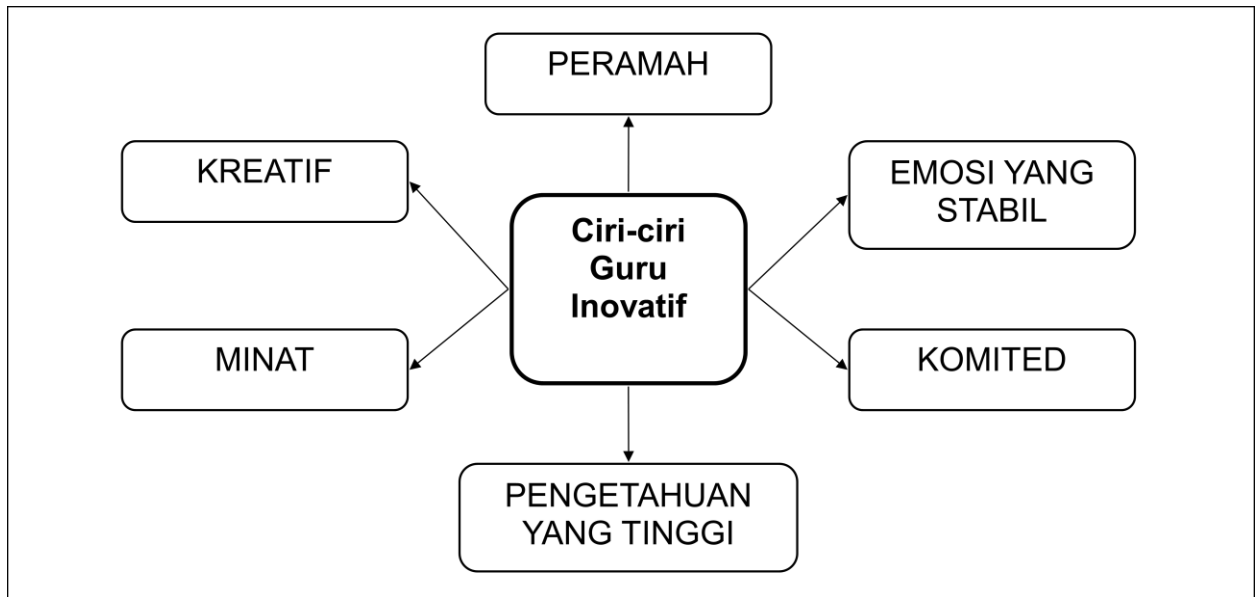 PERAMAH
KREATIF
EMOSI YANG
STABIL
Ciri-ciri
Guru
Inovatif
MINAT
KOMITED
PENGETAHUAN
YANG TINGGI